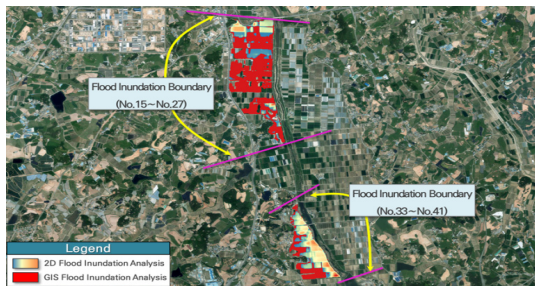 Flood Inundation Boundary
(No.15~No.27)
Flood Inundation Boundary
(No.33~No.41)
Legend
2D Flood Inundation Analysis
GIS Flood Inundation Analysis